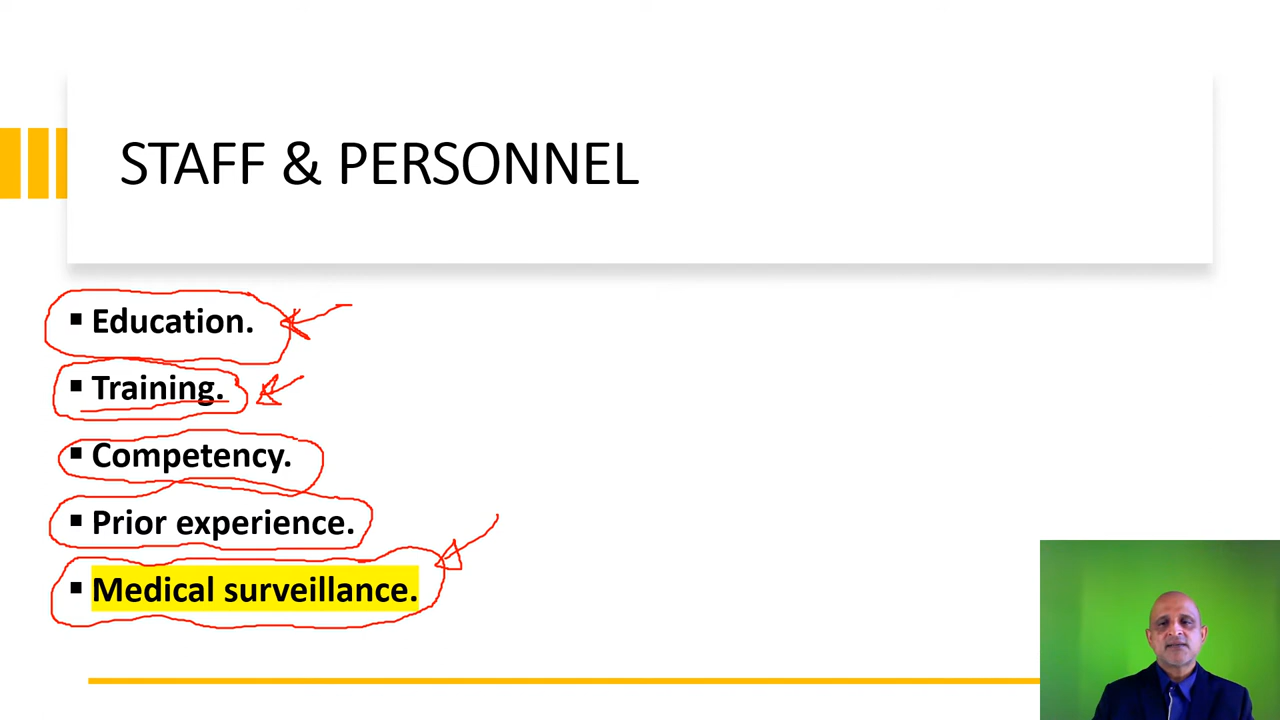 STAFF & PERSONNEL
▪ Education.
▪ Training.
▪ Competency.
▪ Prior experience.
▪ Medical surveillance.